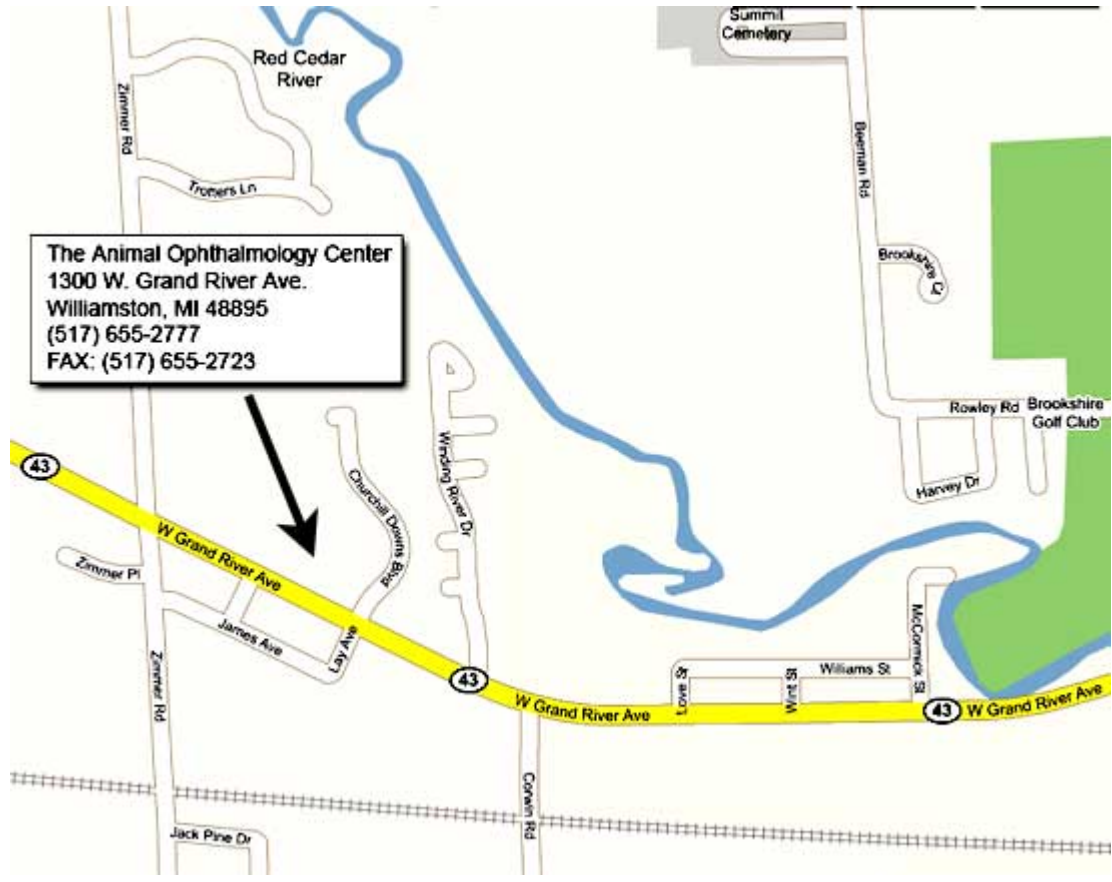 Summit
Cemetery
Red Cedar
River
Zimmer Rd
Beeman Rd
Trotters Ln
The Animal Ophthalmology Center
1300 W. Grand River Ave.
Williamston, MI 48895
(517) 655-2777
FAX: (517) 655-2723
Brookshire Cr
Rowley Rd
Brookshire
Golf Club
Winding River Dr
43
Churchill Downs Blvd
Harvey Dr
W Grand River Ave
Zimmer Pl
James Ave
Lay Ave
McCormick St
Zimmer Rd
43
Love St
Wint St
Williams St
W Grand River Ave
43
W Grand River Ave
Corwin Rd
Jack Pine Dr